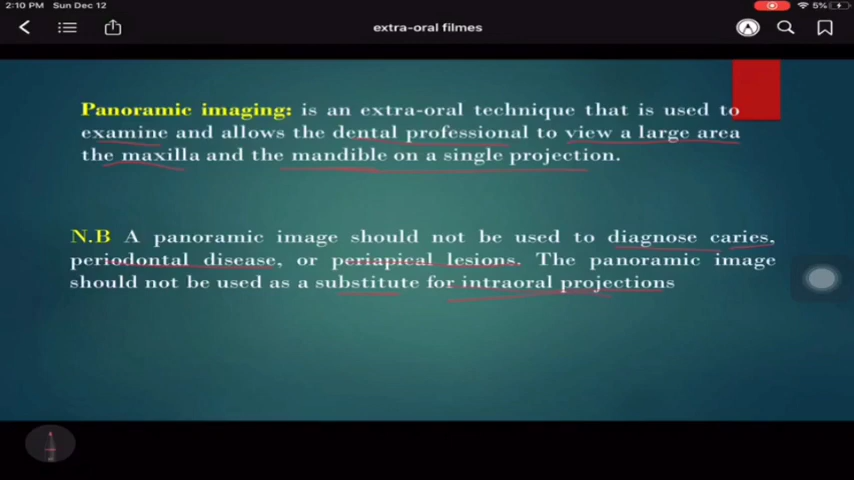 2:10 PM Sun Dec 12
5%
extra-oral filmes
Panoramic imaging: is an extra-oral technique that is used to
examine and allows the dental professional to view a large area
the maxilla and the mandible on a single projection.
N.B A panoramic image should not be used to diagnose caries,
periodontal disease, or periapical lesions. The panoramic image
should not be used as a substitute for intraoral projections